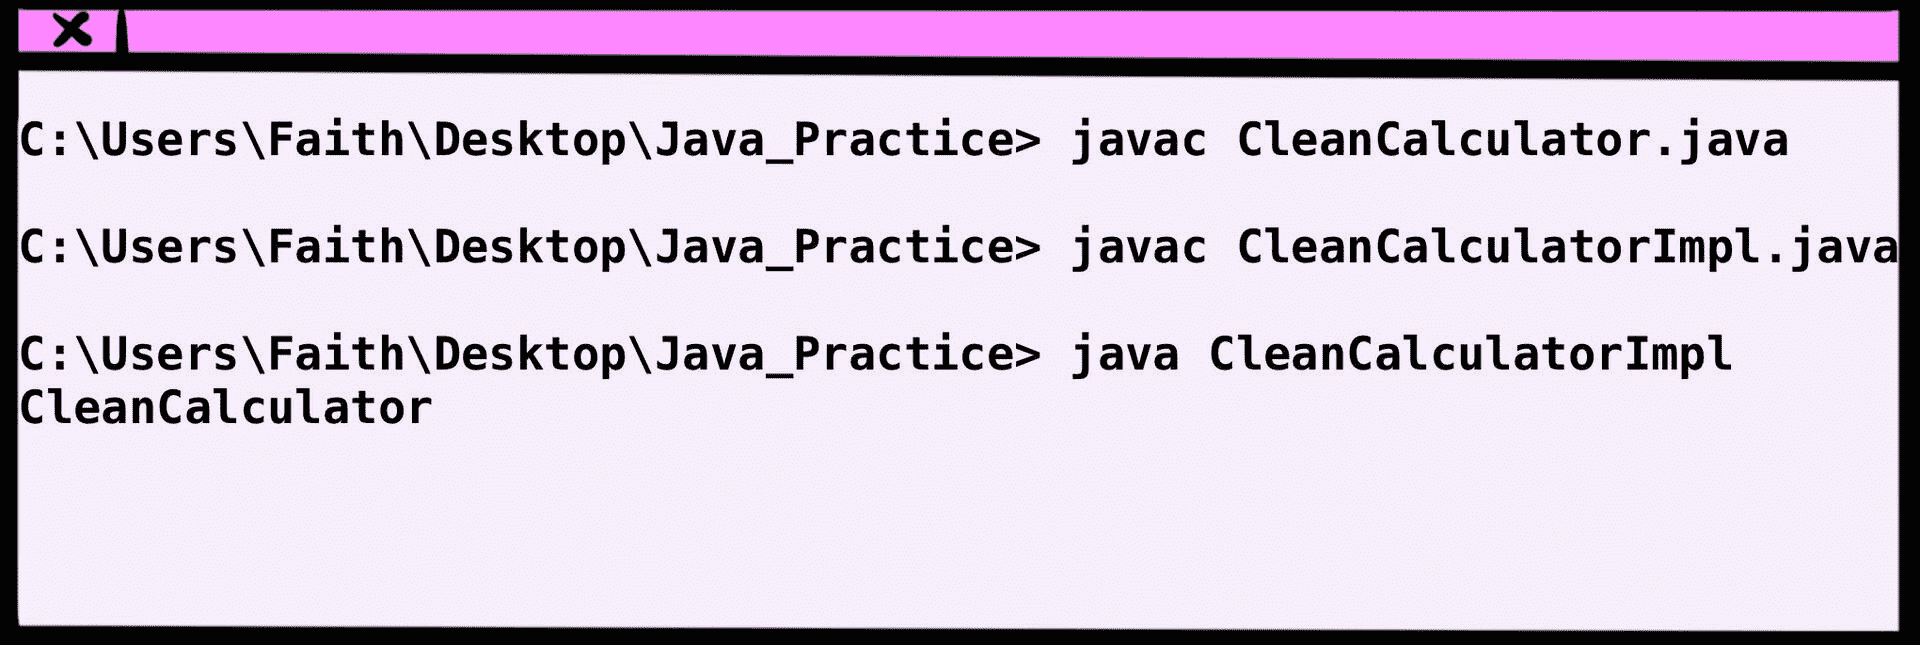 C:\Users\Faith\Desktop\Java_Practice> javac CleanCalculator.java
C:\Users\Faith\Desktop\Java_Practice> javac CleanCalculatorImpl.java
C:\Users\Faith\Desktop\Java_Practice> java CleanCalculatorImpl
CleanCalculator